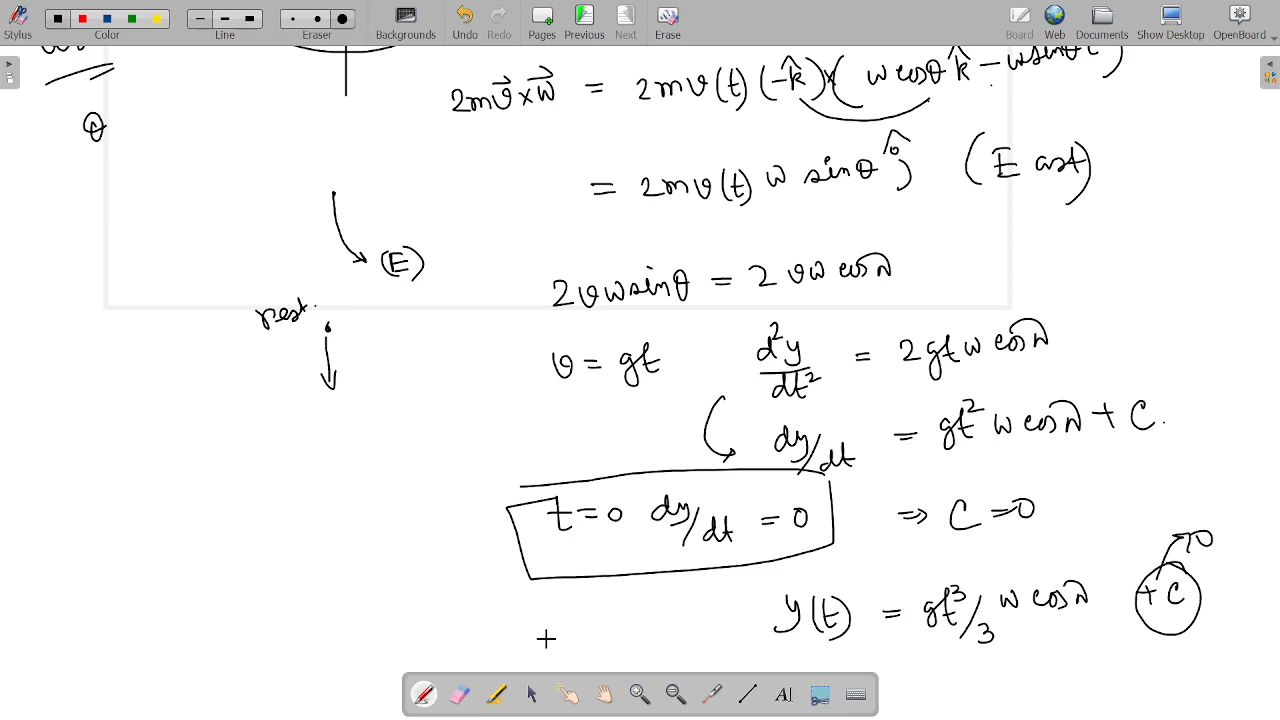 Stylus Color Line Eraser Backgrounds Undo Redo Pages Previous Next Erase Board Web Documents Show Desktop OpenBoard
θ
2m𝑣⃗×w⃗ = 2mv(t)(-k̂)×(w cosθ k̂ - w sinθ î)
= 2mv(t) w sinθ ĵ (East)
(E)
2vw sinθ = 2vw cosλ
rest.
v = gt d²y/dt² = 2gtw cosλ
dy/dt = gt² w cosλ + C.
t=0 dy/dt = 0 ⇒ C=0
→0
y(t) = gt³/3 w cosλ + C